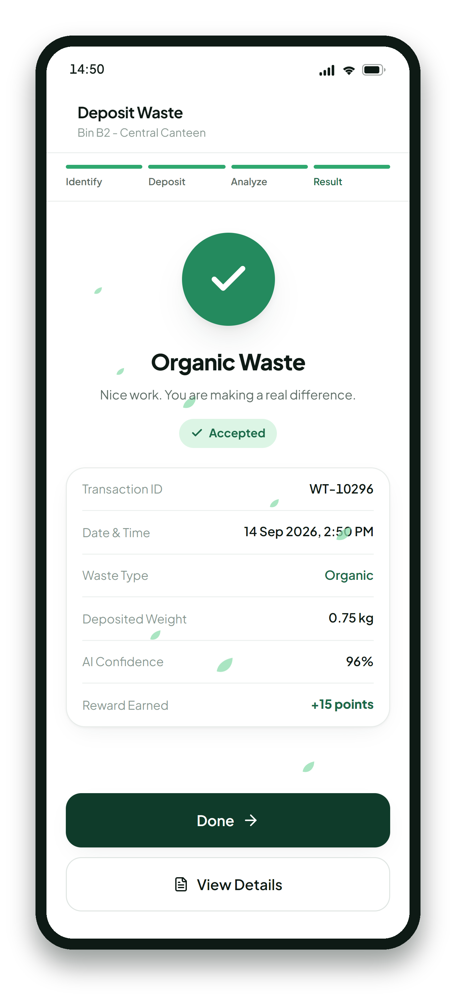 14:50
Deposit Waste
Bin B2 - Central Canteen
Identify Deposit Analyze Result
Organic Waste
Nice work. You are making a real difference.
Accepted
Transaction ID WT-10296
Date & Time 14 Sep 2026, 2:50 PM
Waste Type Organic
Deposited Weight 0.75 kg
AI Confidence 96%
Reward Earned +15 points
Done
View Details